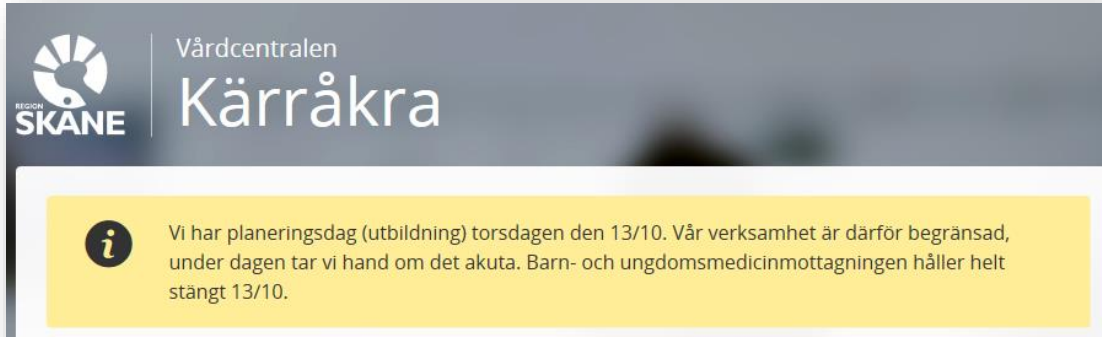 Vårdcentralen
Kärråkra
REGION
SKÅNE
Vi har planeringsdag (utbildning) torsdagen den 13/10. Vår verksamhet är därför begränsad,
under dagen tar vi hand om det akuta. Barn- och ungdomsmedicinmottagningen håller helt
stängt 13/10.